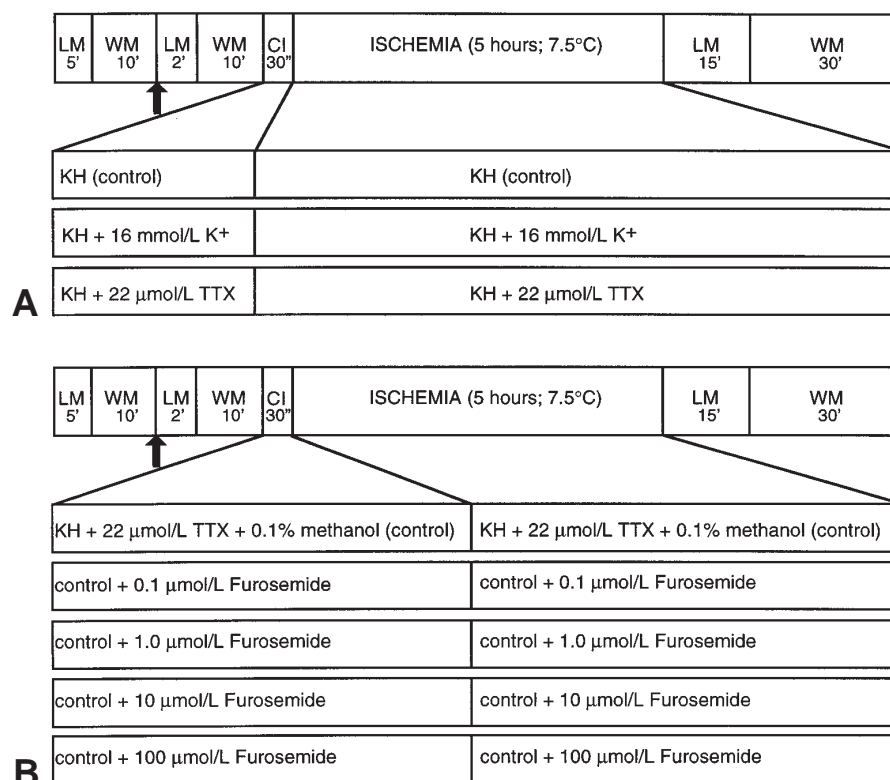 LM WM LM WM CI ISCHEMIA (5 hours; 7.5°C) LM WM
5' 10' 2' 10' 30" 15' 30'
KH (control) KH (control)
KH + 16 mmol/L K+ KH + 16 mmol/L K+
KH + 22 µmol/L TTX KH + 22 µmol/L TTX
A
LM WM LM WM CI ISCHEMIA (5 hours; 7.5°C) LM WM
5' 10' 2' 10' 30" 15' 30'
KH + 22 µmol/L TTX + 0.1% methanol (control) KH + 22 µmol/L TTX + 0.1% methanol (control)
control + 0.1 µmol/L Furosemide control + 0.1 µmol/L Furosemide
control + 1.0 µmol/L Furosemide control + 1.0 µmol/L Furosemide
control + 10 µmol/L Furosemide control + 10 µmol/L Furosemide
control + 100 µmol/L Furosemide control + 100 µmol/L Furosemide
B